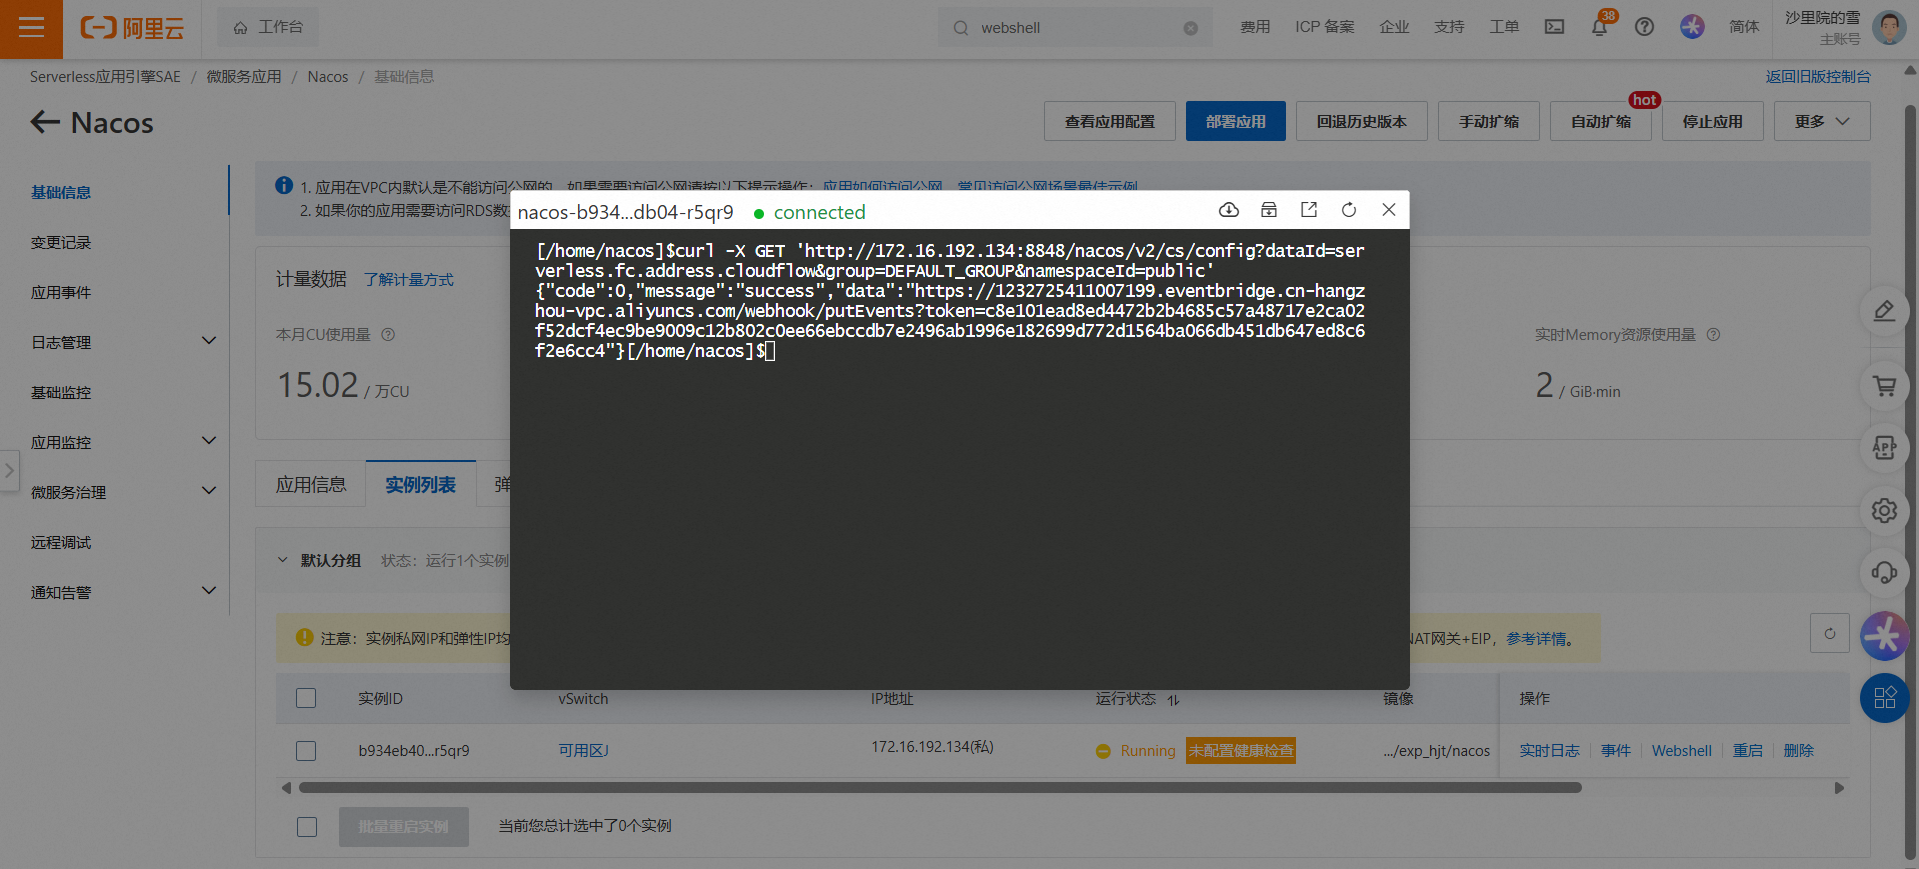 阿里云
工作台
webshell
费用
ICP 备案
企业
支持
工单
38
简体
沙里院的雪
主账号
Serverless应用引擎SAE / 微服务应用 / Nacos / 基础信息
返回旧版控制台
Nacos
查看应用配置
部署应用
回退历史版本
手动扩缩
自动扩缩
hot
停止应用
更多
基础信息
变更记录
应用事件
日志管理
基础监控
应用监控
微服务治理
远程调试
通知告警
1. 应用在VPC内默认是不能访问公网的，如果需要访问公网请按以下提示操作：应用如何访问公网、常见访问公网场景最佳示例
2. 如果你的应用需要访问RDS数
计量数据 了解计量方式
本月CU使用量
15.02 / 万CU
实时Memory资源使用量
2 / GiB·min
nacos-b934...db04-r5qr9 connected
[/home/nacos]$curl -X GET 'http://172.16.192.134:8848/nacos/v2/cs/config?dataId=ser
verless.fc.address.cloudflow&group=DEFAULT_GROUP&namespaceId=public'
{"code":0,"message":"success","data":"https://1232725411007199.eventbridge.cn-hangz
hou-vpc.aliyuncs.com/webhook/putEvents?token=c8e101ead8ed4472b2b4685c57a48717e2ca02
f52dcf4ec9be9009c12b802c0ee66ebccdb7e2496ab1996e182699d772d1564ba066db451db647ed8c6
f2e6cc4"}[/home/nacos]$
应用信息
实例列表
弹
默认分组 状态：运行1个实例
注意：实例私网IP和弹性IP均
NAT网关+EIP，参考详情。
实例ID
vSwitch
IP地址
运行状态
镜像
操作
b934eb40...r5qr9
可用区J
172.16.192.134(私)
Running
未配置健康检查
.../exp_hjt/nacos
实时日志
事件
Webshell
重启
删除
批量重启实例
当前您总计选中了0个实例
API